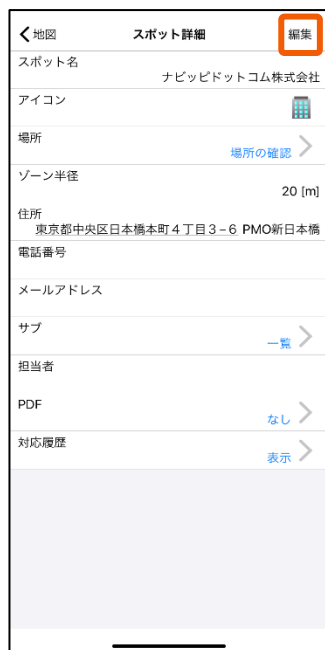 地図 スポット詳細 編集
スポット名
ナビッピドットコム株式会社
アイコン
場所
場所の確認
ゾーン半径
20 [m]
住所
東京都中央区日本橋本町4丁目3−6 PMO新日本橋
電話番号
メールアドレス
サブ
一覧
担当者
PDF
なし
対応履歴
表示